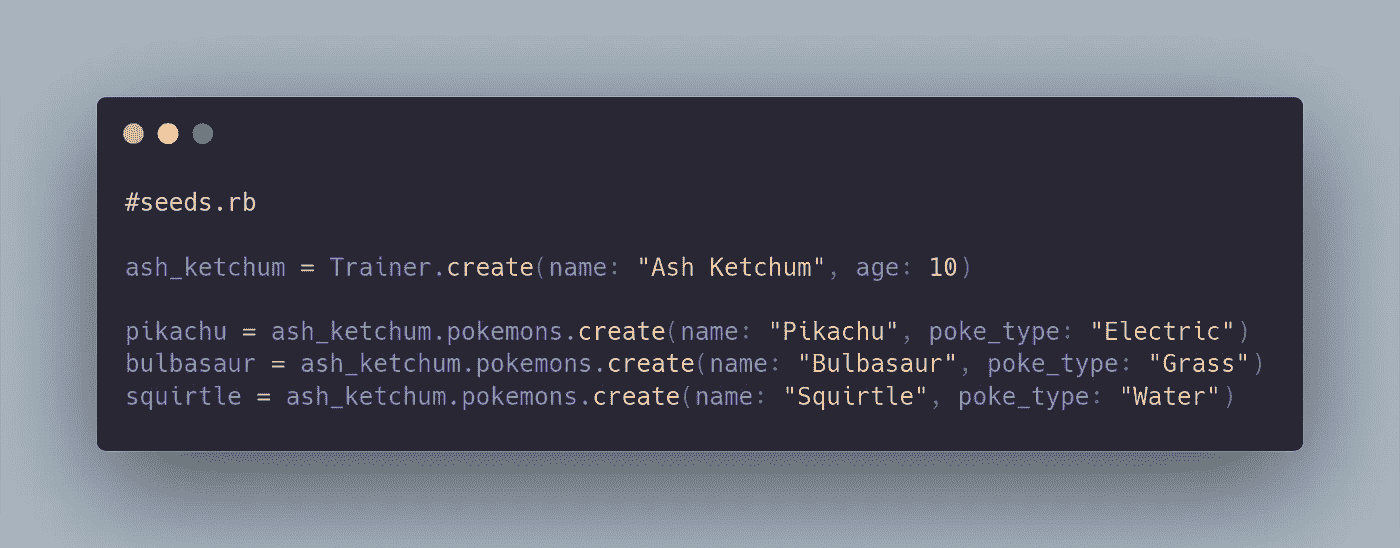 #seeds.rb
ash_ketchum = Trainer.create(name: "Ash Ketchum", age: 10)
pikachu = ash_ketchum.pokemons.create(name: "Pikachu", poke_type: "Electric")
bulbasaur = ash_ketchum.pokemons.create(name: "Bulbasaur", poke_type: "Grass")
squirtle = ash_ketchum.pokemons.create(name: "Squirtle", poke_type: "Water")